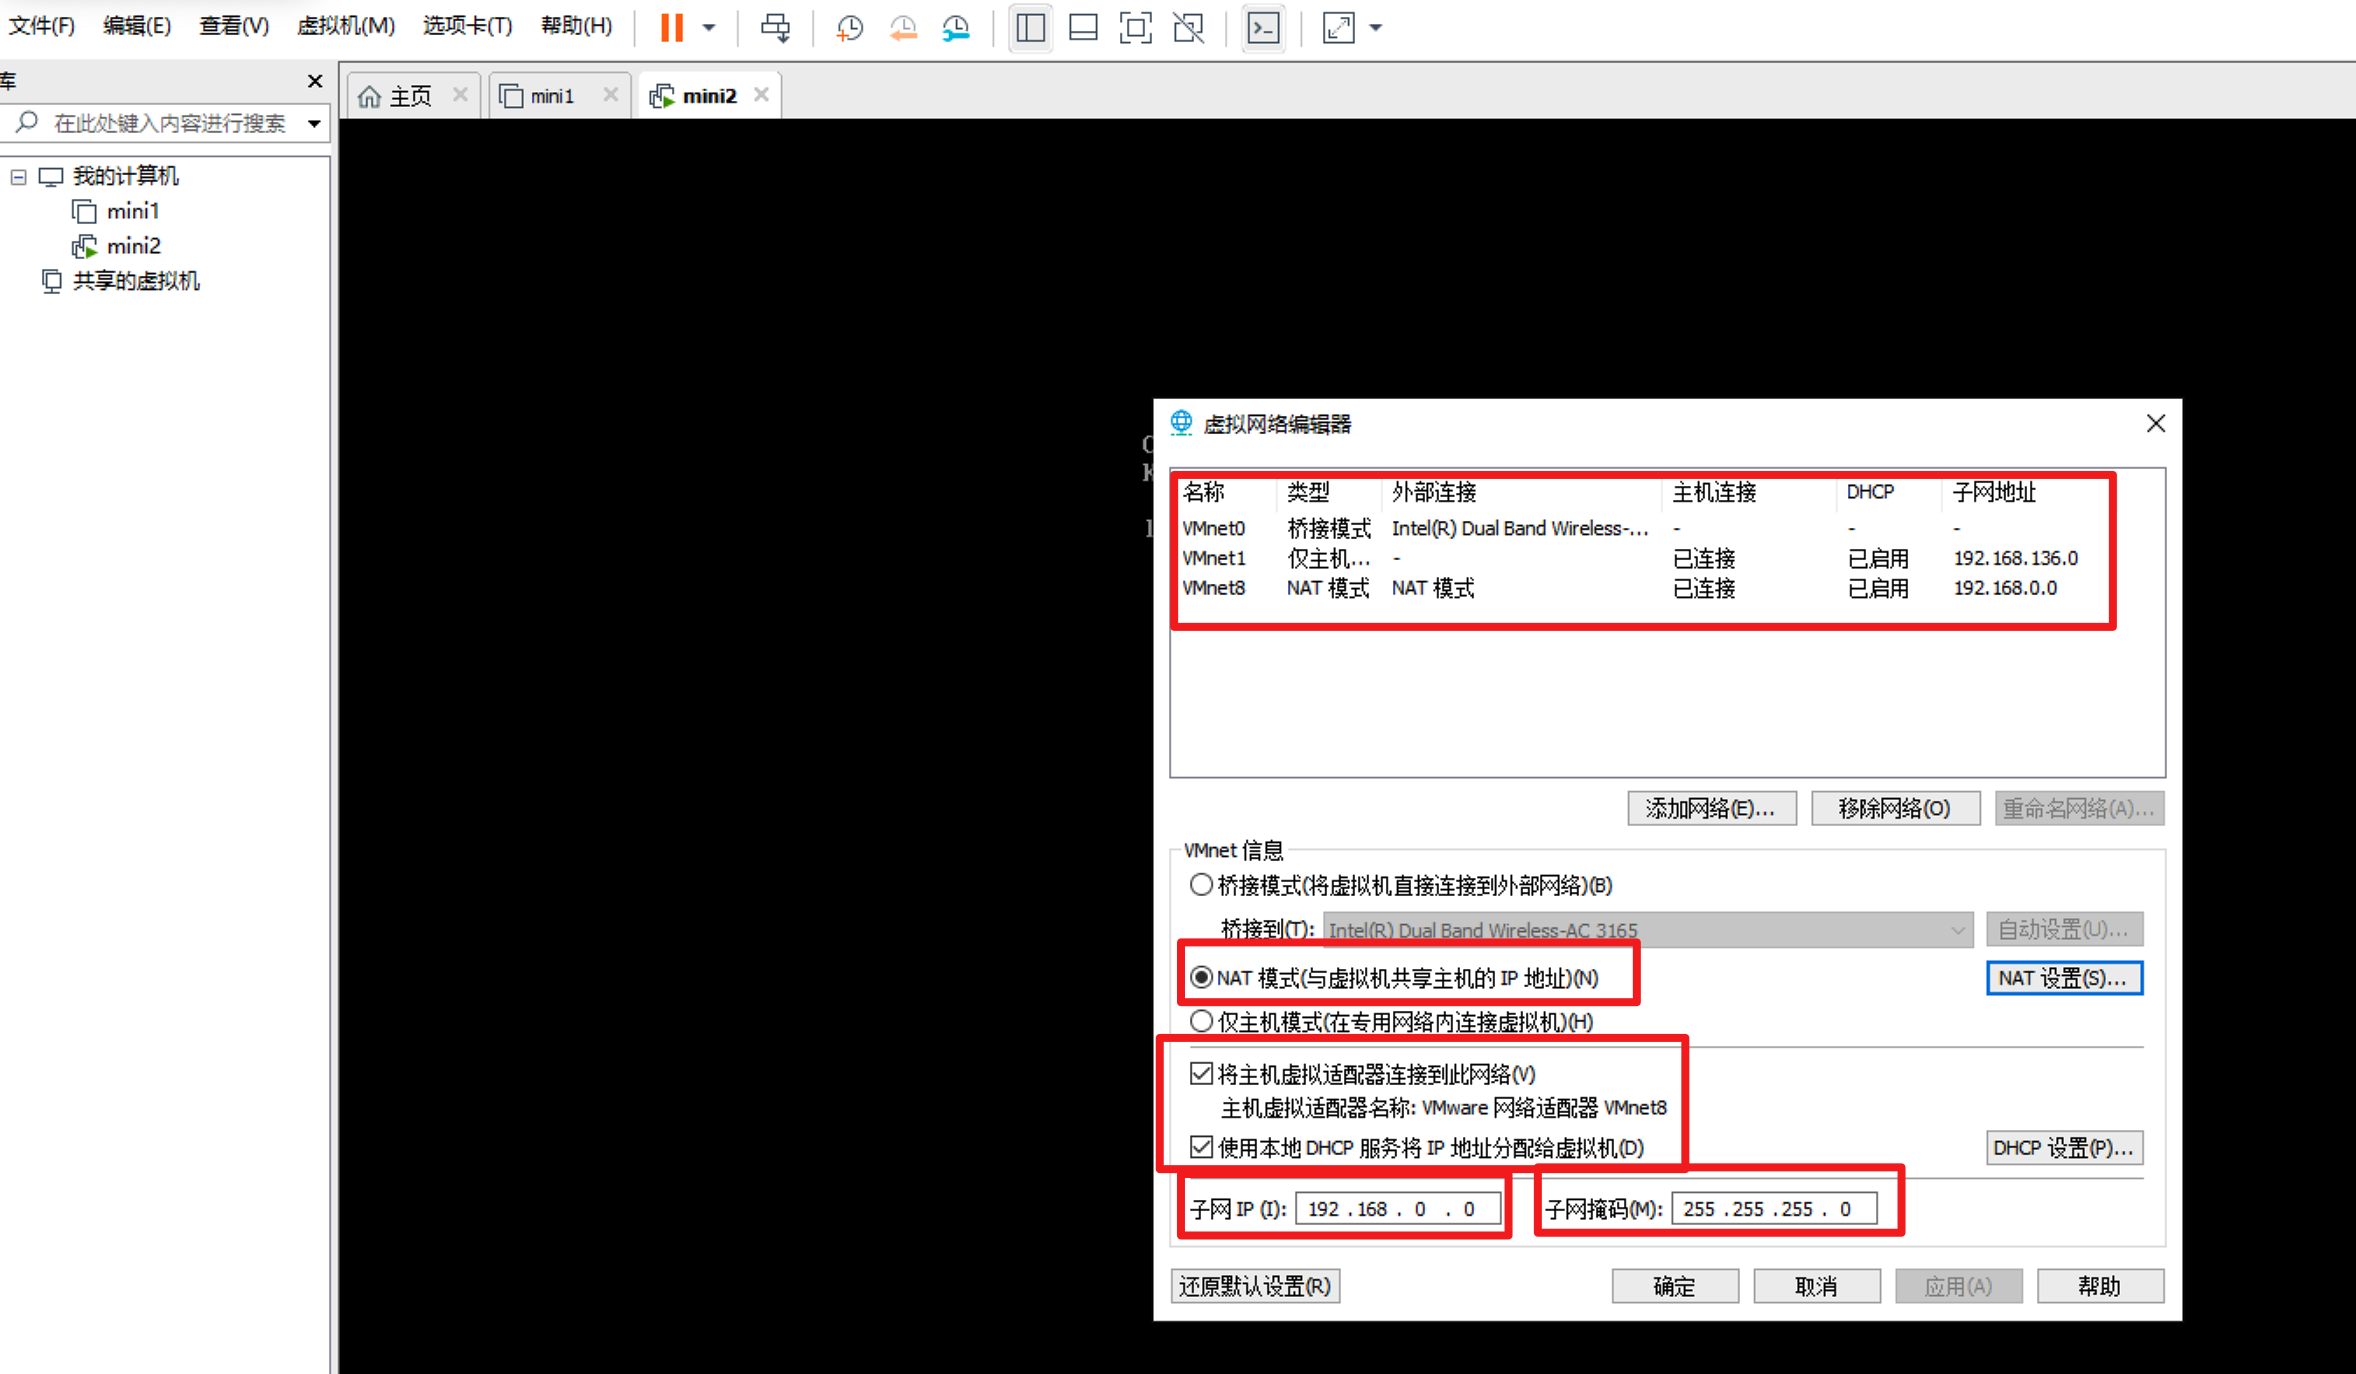 文件(F) 编辑(E) 查看(V) 虚拟机(M) 选项卡(T) 帮助(H)
库
在此处键入内容进行搜索
我的计算机
mini1
mini2
共享的虚拟机
主页 mini1 mini2
虚拟网络编辑器
名称 类型 外部连接 主机连接 DHCP 子网地址
VMnet0 桥接模式 Intel(R) Dual Band Wireless-... - - -
VMnet1 仅主机... - 已连接 已启用 192.168.136.0
VMnet8 NAT 模式 NAT 模式 已连接 已启用 192.168.0.0
添加网络(E)... 移除网络(O) 重命名网络(A)...
VMnet 信息
桥接模式(将虚拟机直接连接到外部网络)(B)
桥接到(T): Intel(R) Dual Band Wireless-AC 3165 自动设置(U)...
NAT 模式(与虚拟机共享主机的 IP 地址)(N) NAT 设置(S)...
仅主机模式(在专用网络内连接虚拟机)(H)
将主机虚拟适配器连接到此网络(V)
主机虚拟适配器名称: VMware 网络适配器 VMnet8
使用本地 DHCP 服务将 IP 地址分配给虚拟机(D) DHCP 设置(P)...
子网 IP (I): 192 . 168 . 0 . 0 子网掩码(M): 255 . 255 . 255 . 0
还原默认设置(R) 确定 取消 应用(A) 帮助